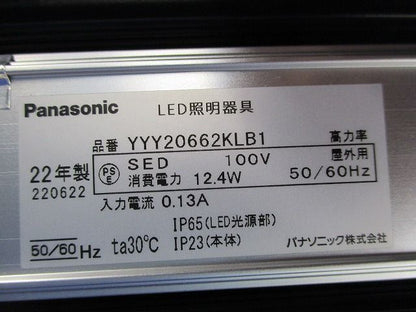 Panasonic LED照明器具
品番 YYY20662KLB1 高力率
22年製 PSE SED 100V 屋外用
220622 消費電力 12.4W 50/60Hz
入力電流 0.13A
IP65(LED光源部)
50/60 Hz ta30℃ IP23(本体) パナソニック株式会社